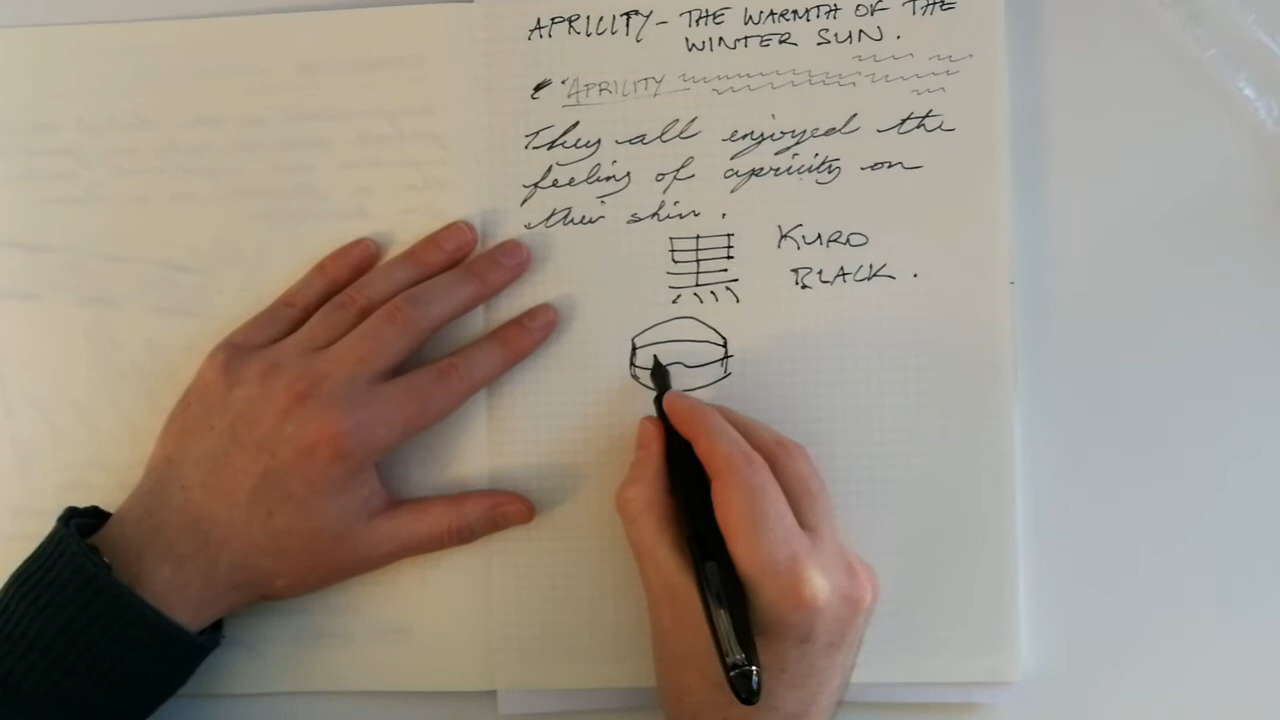 APRICITY - THE WARMTH OF THE
WINTER SUN.
"APRICITY
They all enjoyed the
feeling of apricity on
their skin.
KURO
BLACK.